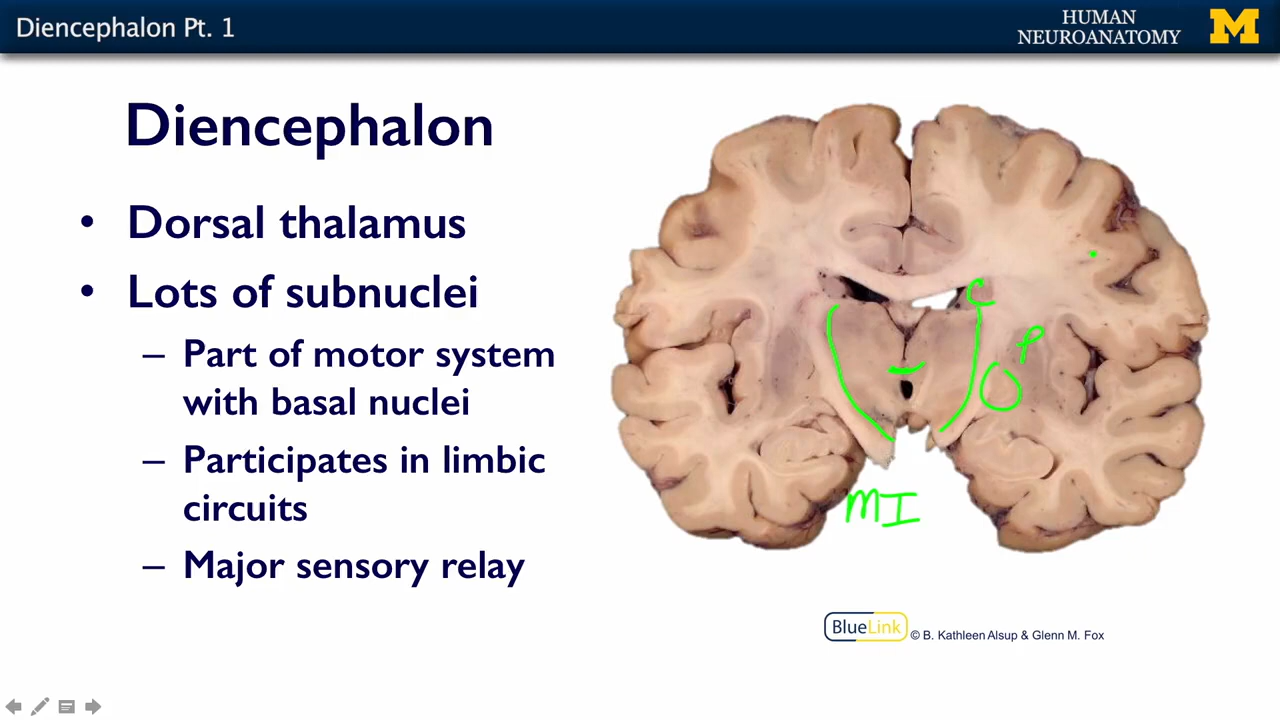 Diencephalon Pt. 1
HUMAN
NEUROANATOMY
M
Diencephalon
• Dorsal thalamus
• Lots of subnuclei
– Part of motor system
with basal nuclei
– Participates in limbic
circuits
– Major sensory relay
C
P
MI
BlueLink © B. Kathleen Alsup & Glenn M. Fox